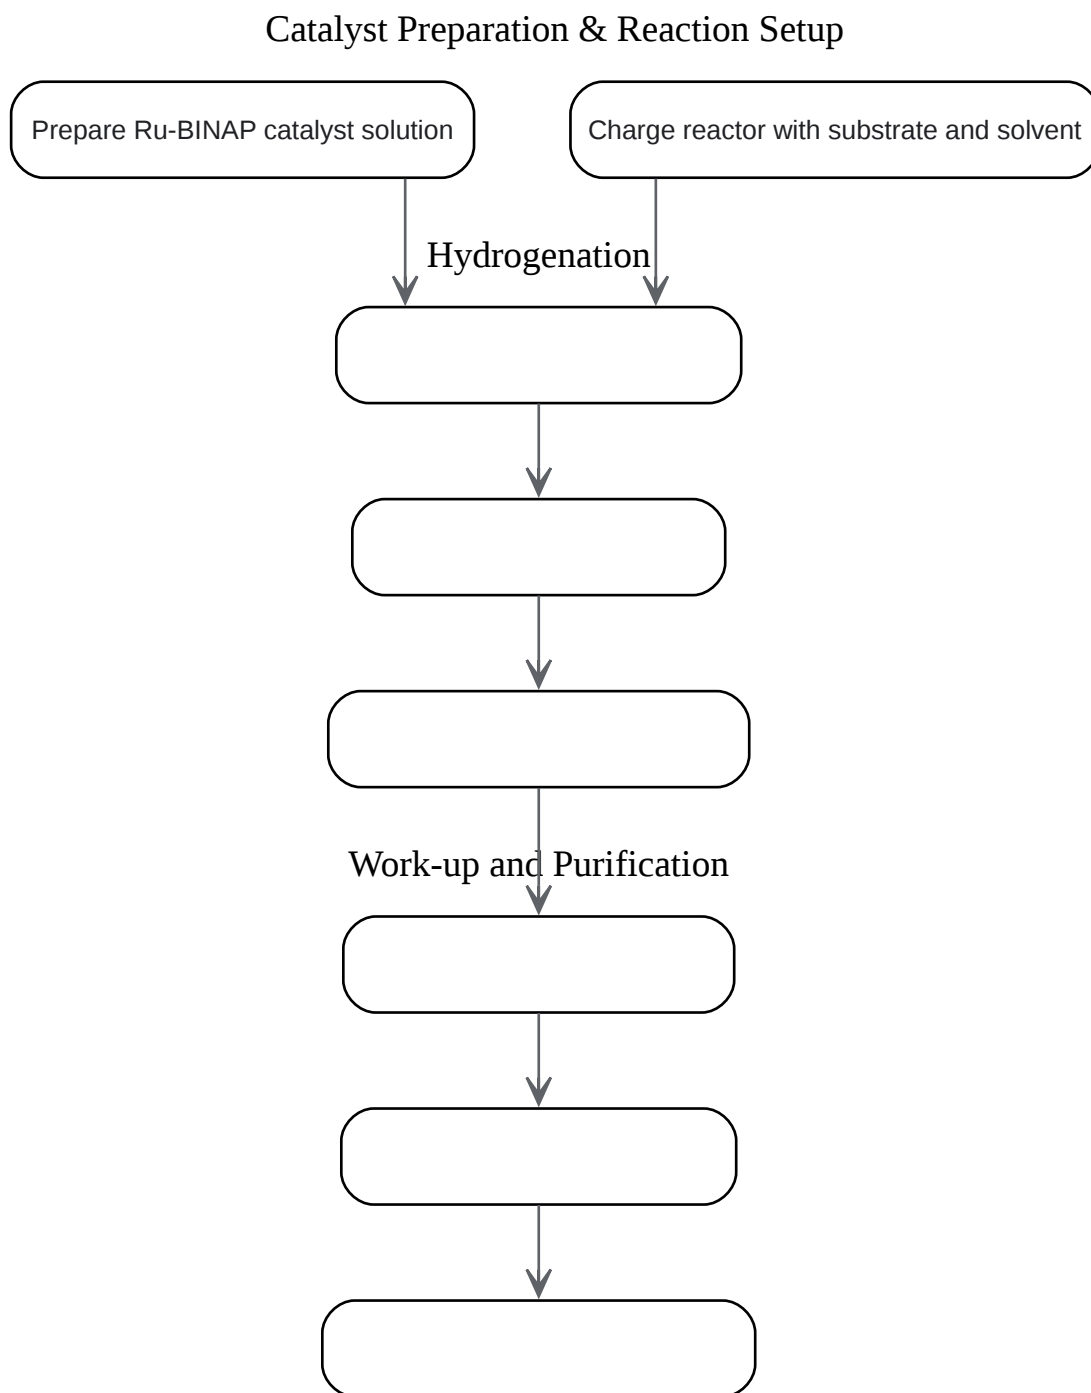 Catalyst Preparation & Reaction Setup
Prepare Ru-BINAP catalyst solution
Charge reactor with substrate and solvent
Hydrogenation
Work-up and Purification